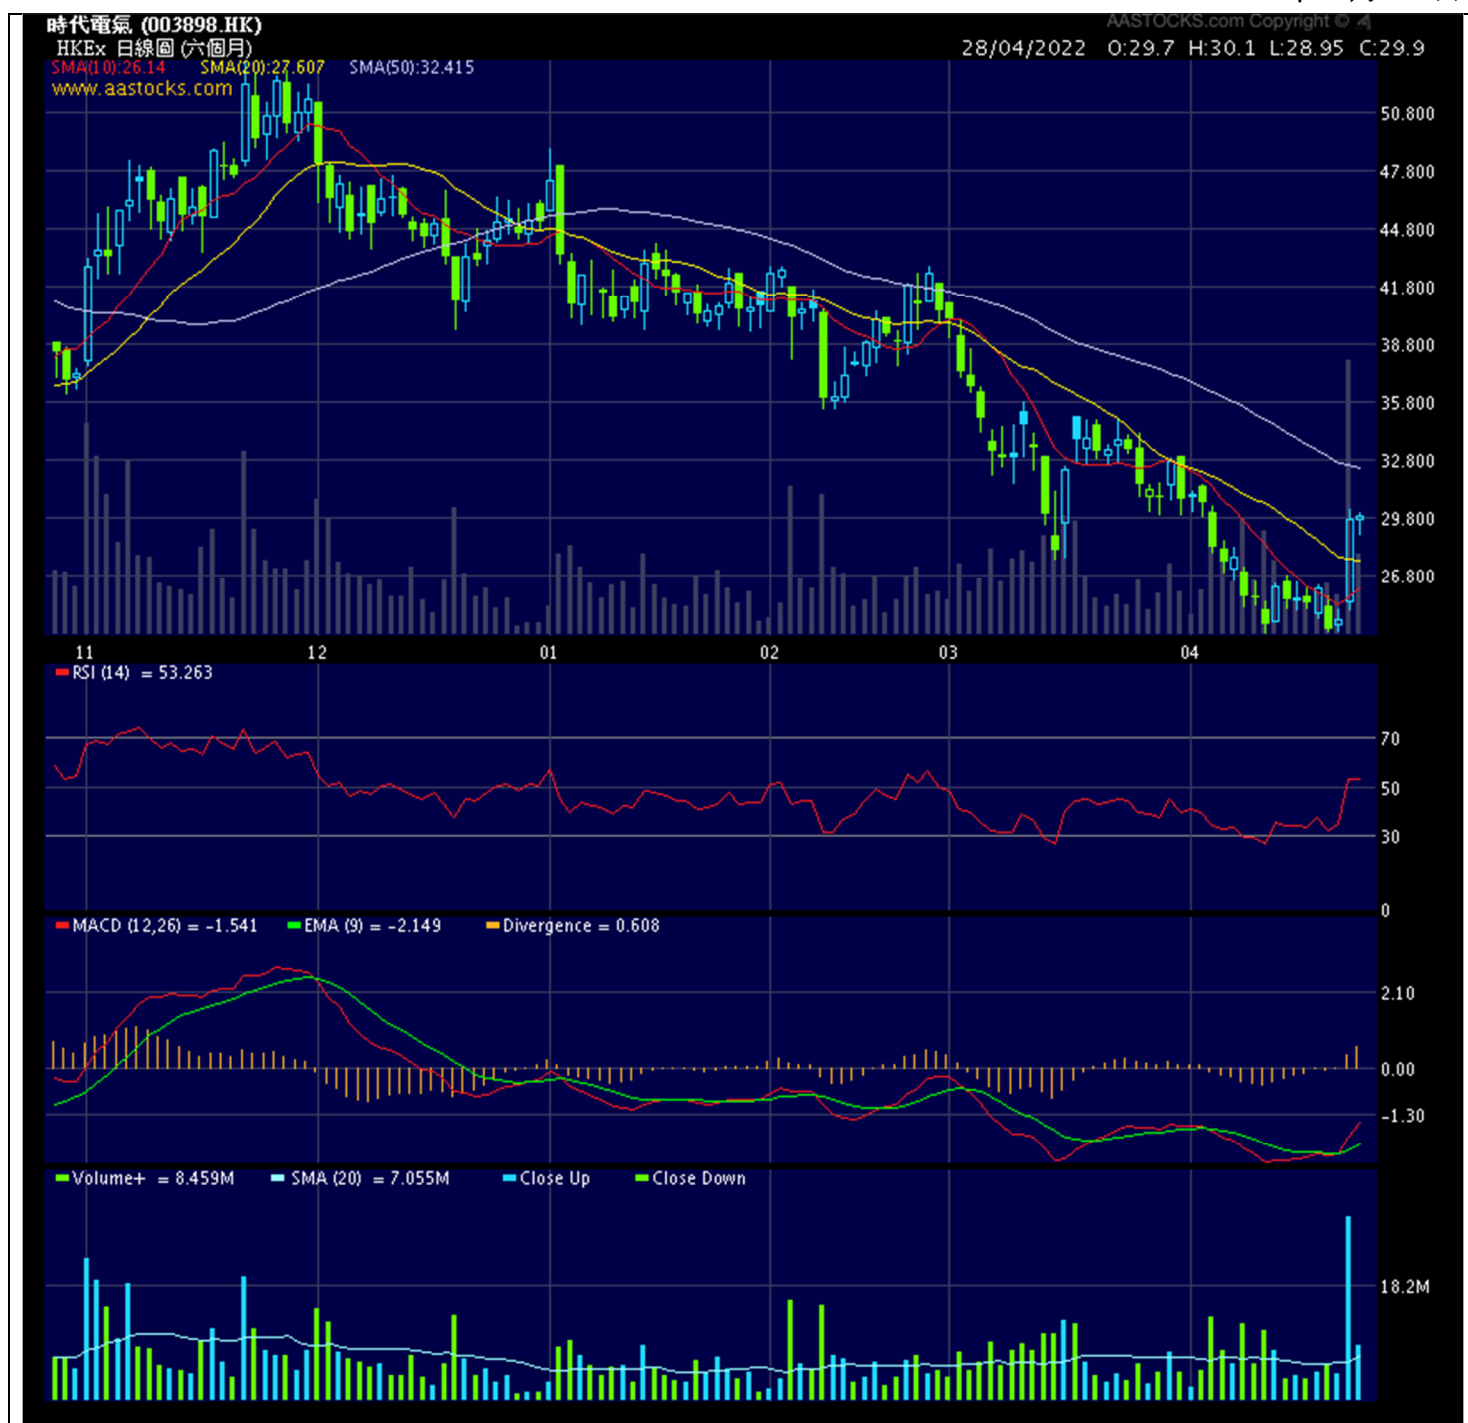 AASTOCKS.com Copyright ©
時代電氣 (003898.HK)
HKEx 日線圖 (六個月)
28/04/2022 O:29.7 H:30.1 L:28.95 C:29.9
SMA(10):26.14 SMA(20):27.607 SMA(50):32.415
www.aastocks.com
50.800
47.800
44.800
41.800
38.800
35.800
32.800
29.800
26.800
11 12 01 02 03 04
RSI (14) = 53.263
70
50
30
0
MACD (12,26) = -1.541 EMA (9) = -2.149 Divergence = 0.608
2.10
0.00
-1.30
Volume+ = 8.459M SMA (20) = 7.055M Close Up Close Down
18.2M